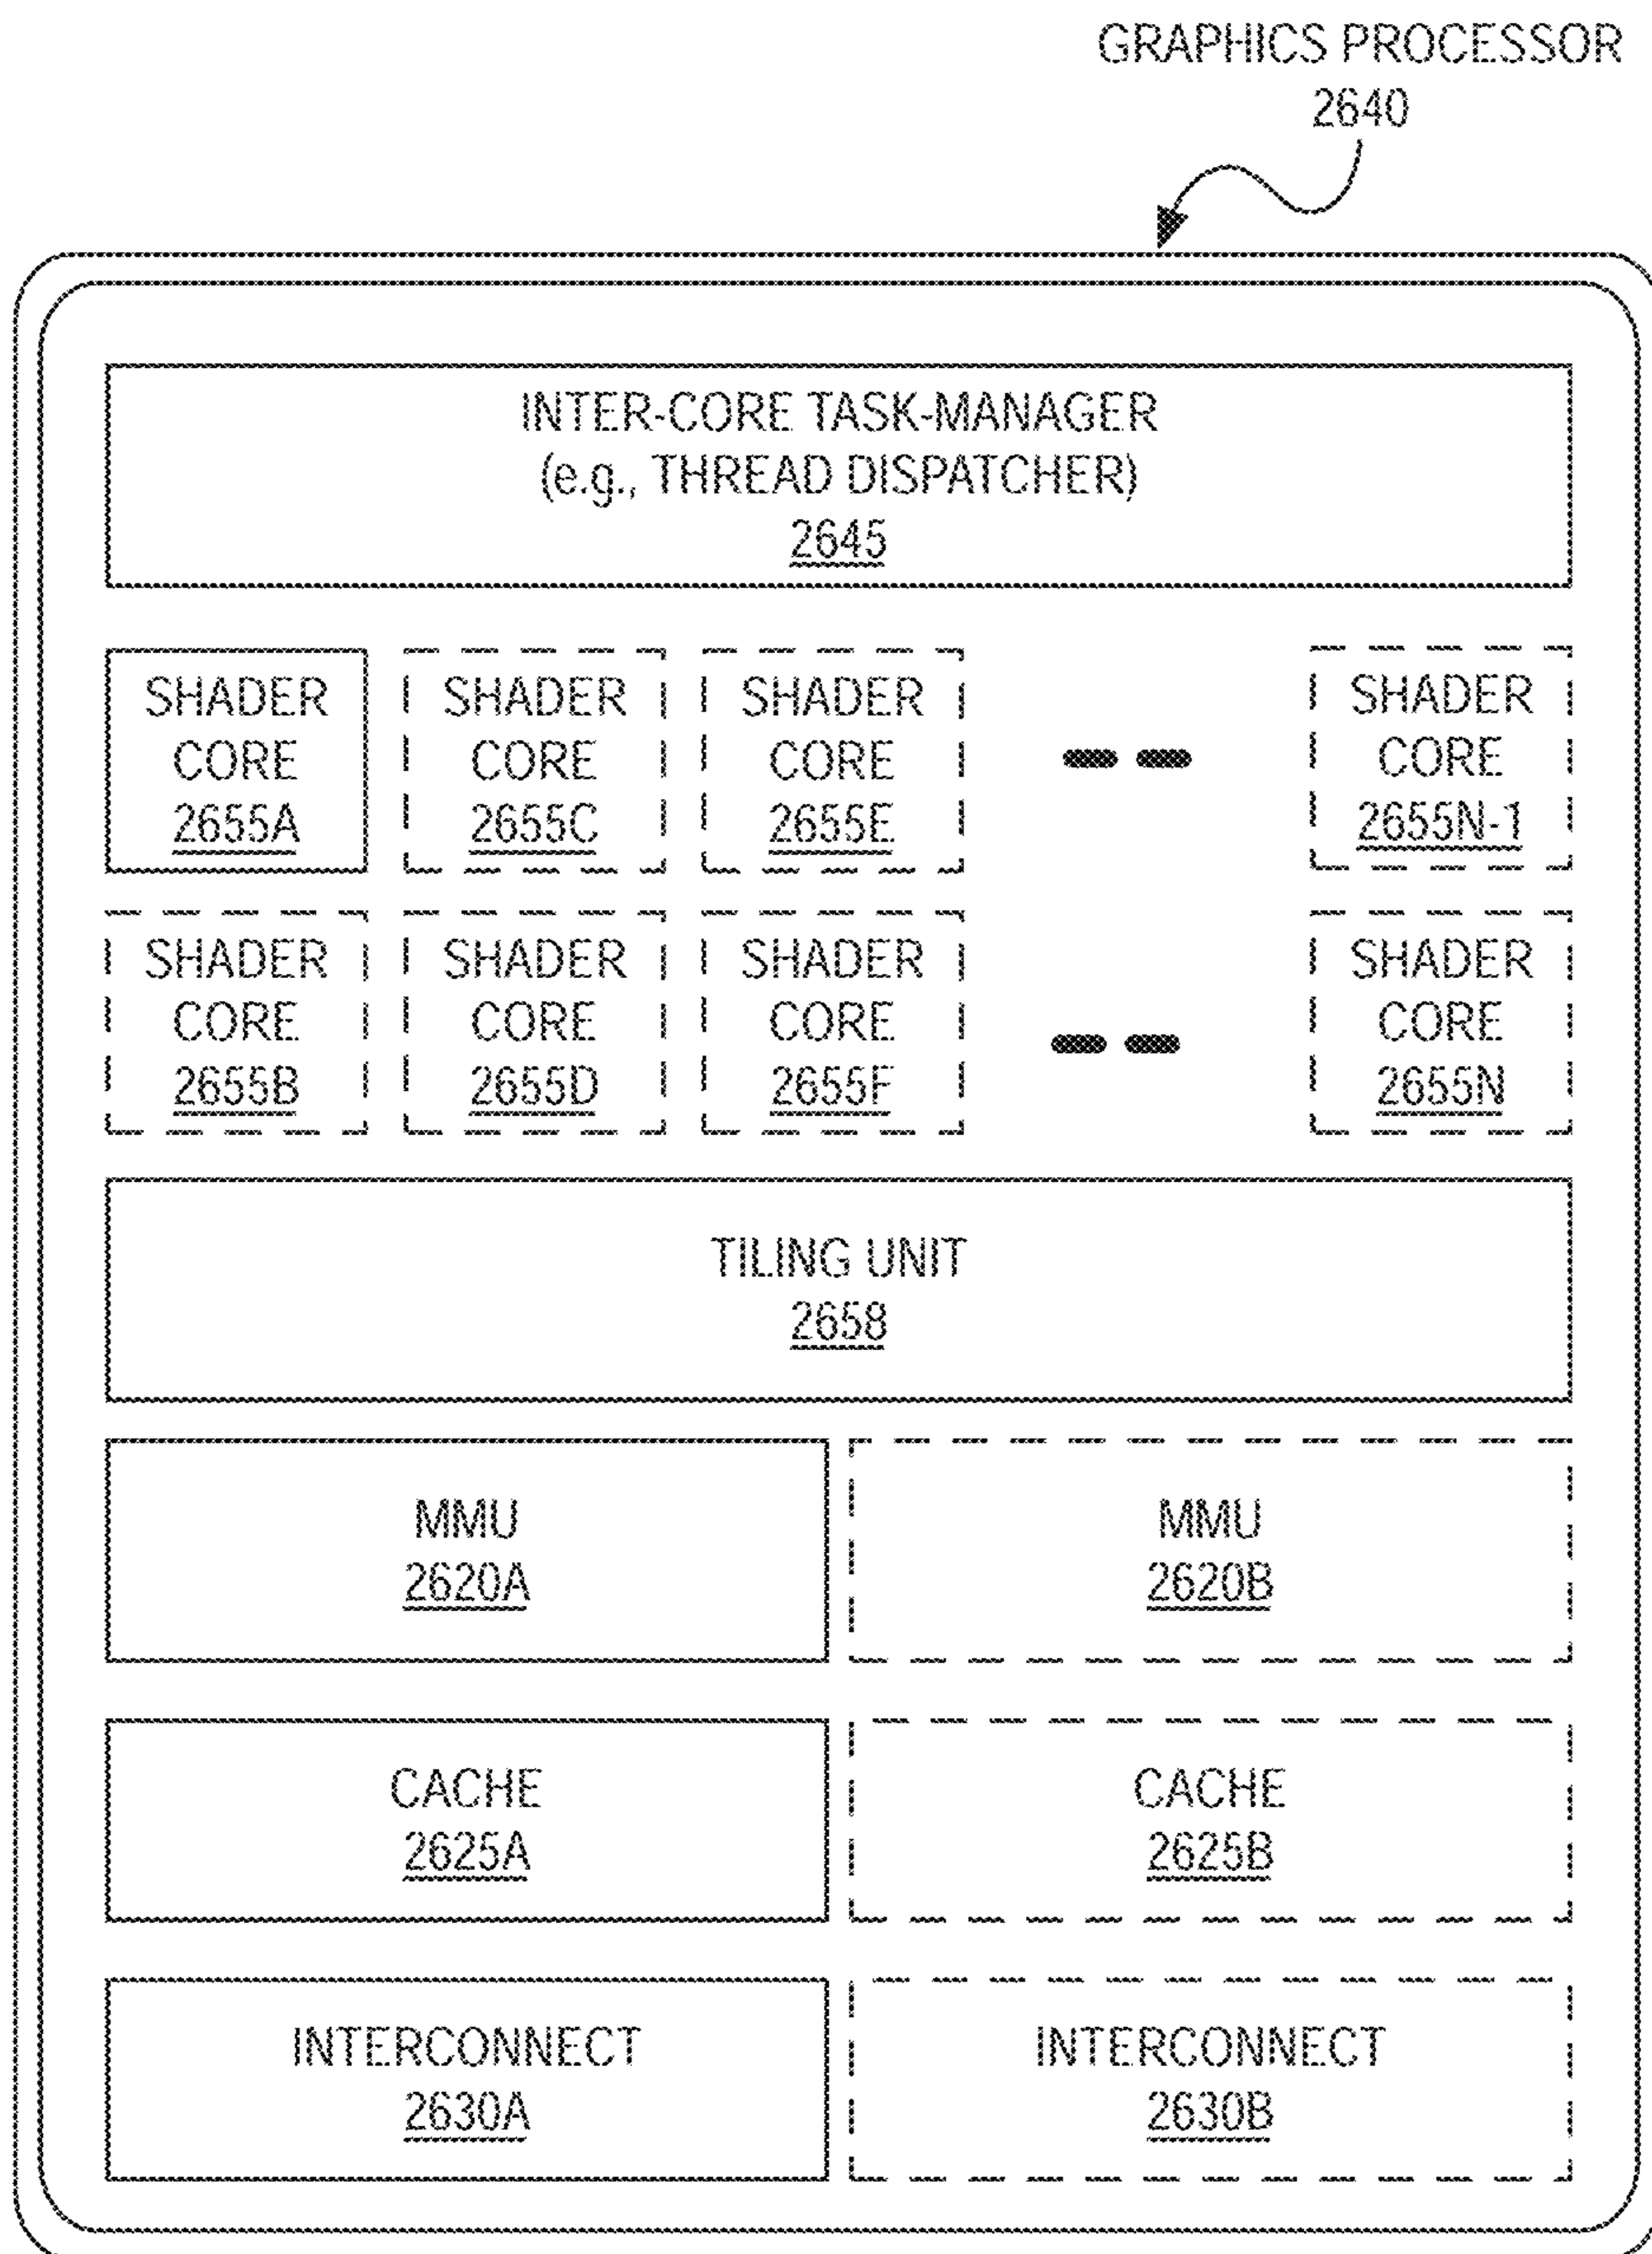 GRAPHICS PROCESSOR
2640
INTER-CORE TASK-MANAGER
(e.g., THREAD DISPATCHER)
2645
SHADER
CORE
2655A
SHADER
CORE
2655C
SHADER
CORE
2655E
SHADER
CORE
2655N-1
SHADER
CORE
2655B
SHADER
CORE
2655D
SHADER
CORE
2655F
SHADER
CORE
2655N
TILING UNIT
2658
MMU
2620A
MMU
2620B
CACHE
2625A
CACHE
2625B
INTERCONNECT
2630A
INTERCONNECT
2630B